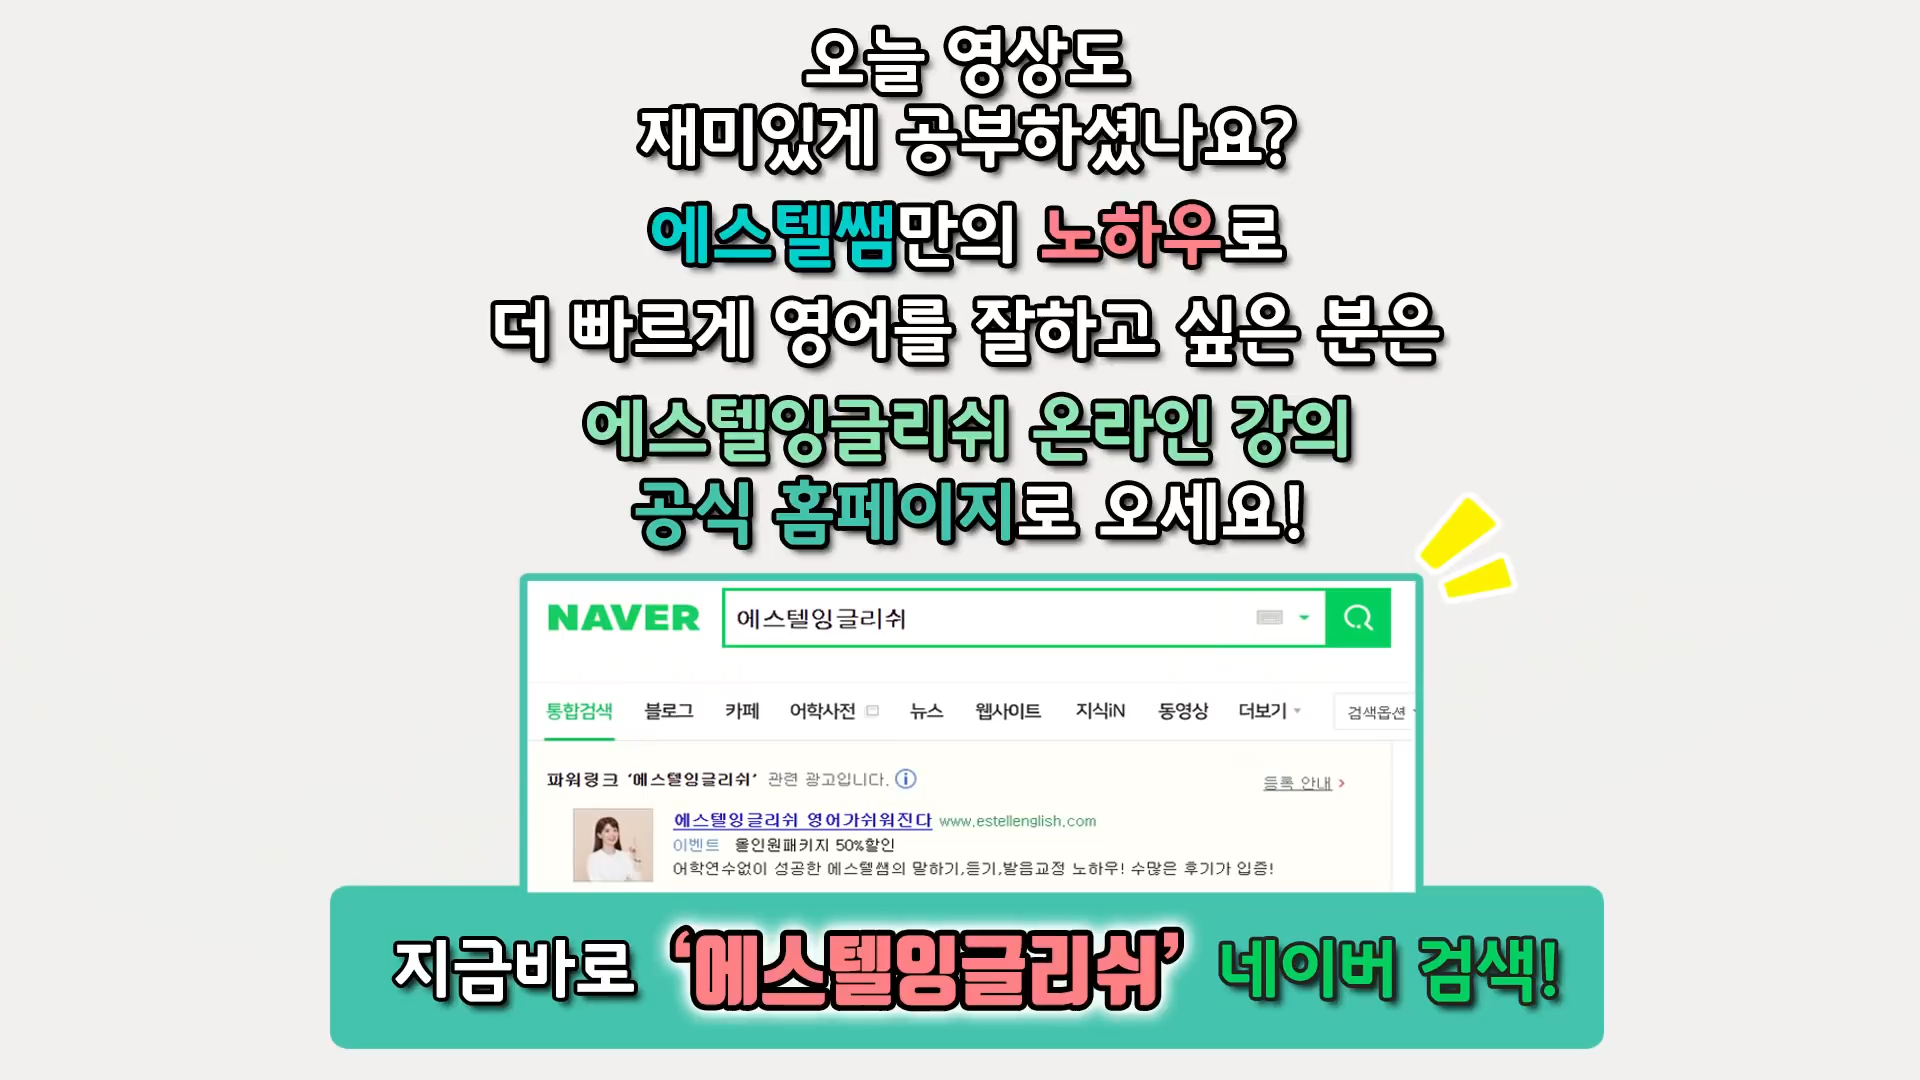 오늘 영상도
재미있게 공부하셨나요?
에스텔쌤만의 노하우로
더 빠르게 영어를 잘하고 싶은 분은
에스텔잉글리쉬 온라인 강의
공식 홈페이지로 오세요!
NAVER 에스텔잉글리쉬
통합검색 블로그 카페 어학사전 뉴스 웹사이트 지식iN 동영상 더보기 검색옵션
파워링크 '에스텔잉글리쉬' 관련 광고입니다. 등록 안내
에스텔잉글리쉬 영어가쉬워진다 www.estellenglish.com
이벤트 올인원패키지 50%할인
어학연수없이 성공한 에스텔쌤의 말하기,듣기,발음교정 노하우! 수많은 후기가 입증!
지금바로 '에스텔잉글리쉬' 네이버 검색!